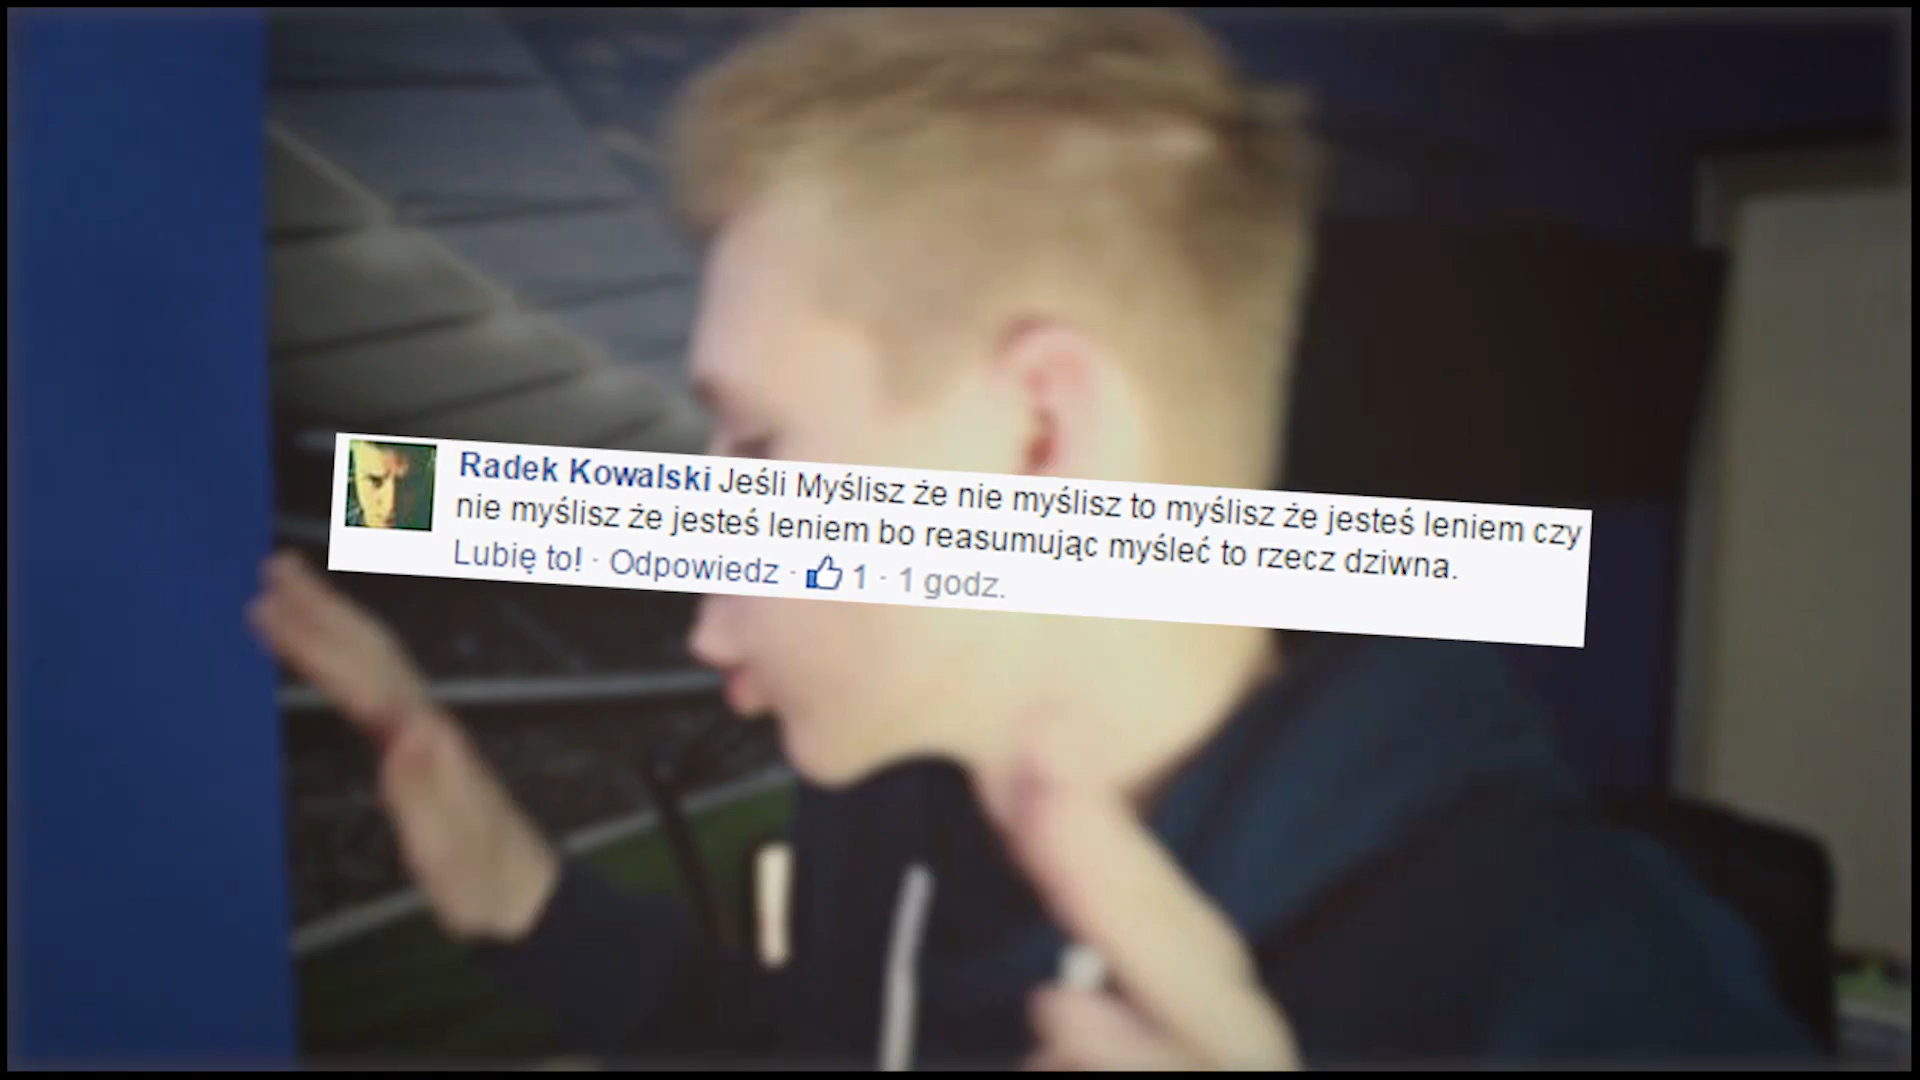 Radek Kowalski Jeśli Myślisz że nie myślisz to myślisz że jesteś leniem czy
nie myślisz że jesteś leniem bo reasumując myśleć to rzecz dziwna.
Lubię to! · Odpowiedz · 1 · 1 godz.